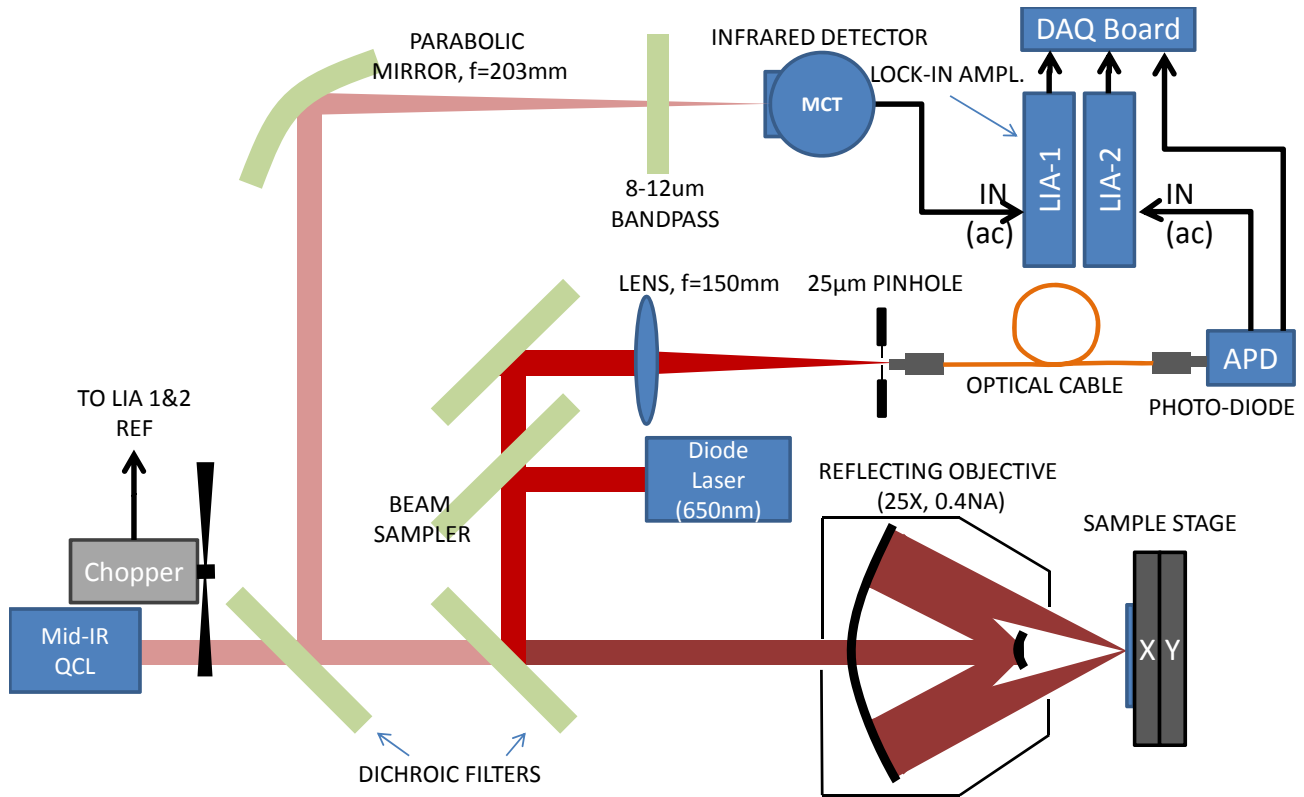 PARABOLIC
MIRROR, f=203mm
INFRARED DETECTOR
DAQ Board
LOCK-IN AMPL.
MCT
LIA-1
LIA-2
8-12um
BANDPASS
IN
(ac)
IN
(ac)
LENS, f=150mm
25μm PINHOLE
APD
OPTICAL CABLE
PHOTO-DIODE
TO LIA 1&2
REF
Diode
Laser
(650nm)
BEAM
SAMPLER
REFLECTING OBJECTIVE
(25X, 0.4NA)
SAMPLE STAGE
Chopper
Mid-IR
QCL
X Y
DICHROIC FILTERS